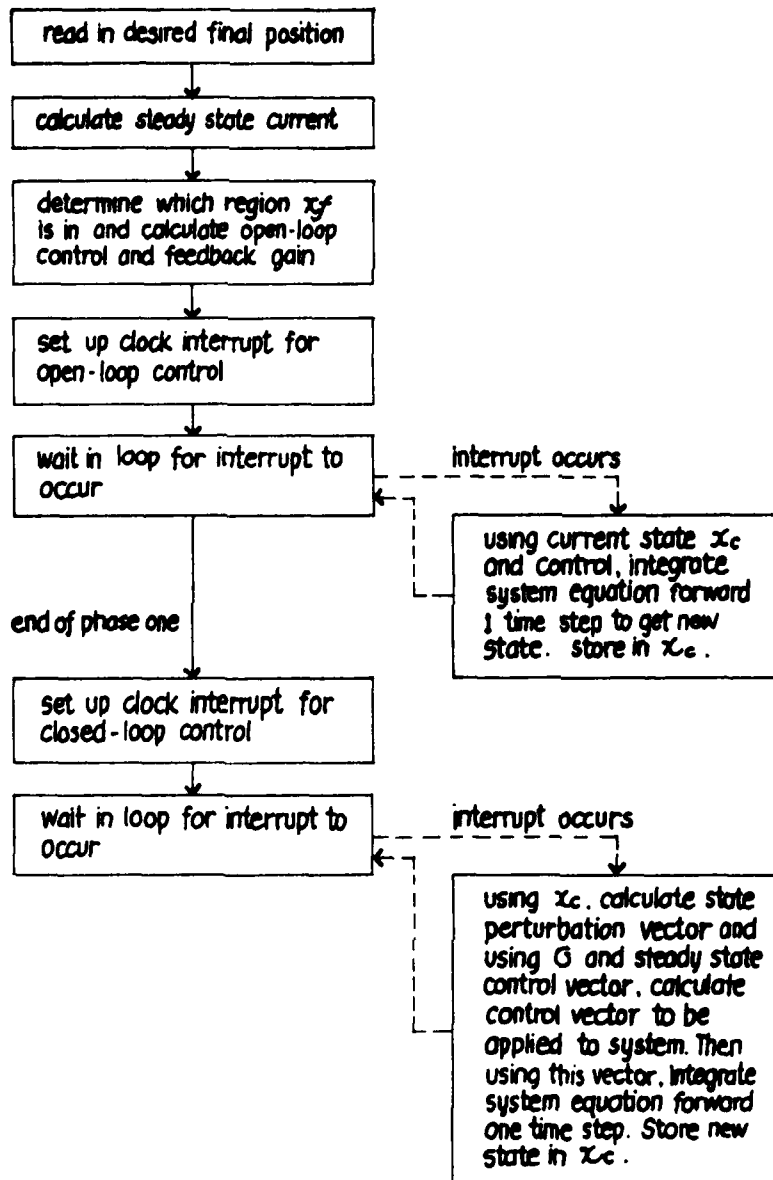 read in desired final position
calculate steady state current
determine which region xf
is in and calculate open-loop
control and feedback gain
set up clock interrupt for
open-loop control
wait in loop for interrupt to
occur
interrupt occurs
using current state xc
and control, integrate
system equation forward
1 time step to get new
state. store in xc.
end of phase one
set up clock interrupt for
closed-loop control
wait in loop for interrupt to
occur
interrupt occurs
using xc. calculate state
perturbation vector and
using G and steady state
control vector, calculate
control vector to be
applied to system. Then
using this vector, integrate
system equation forward
one time step. Store new
state in xc.